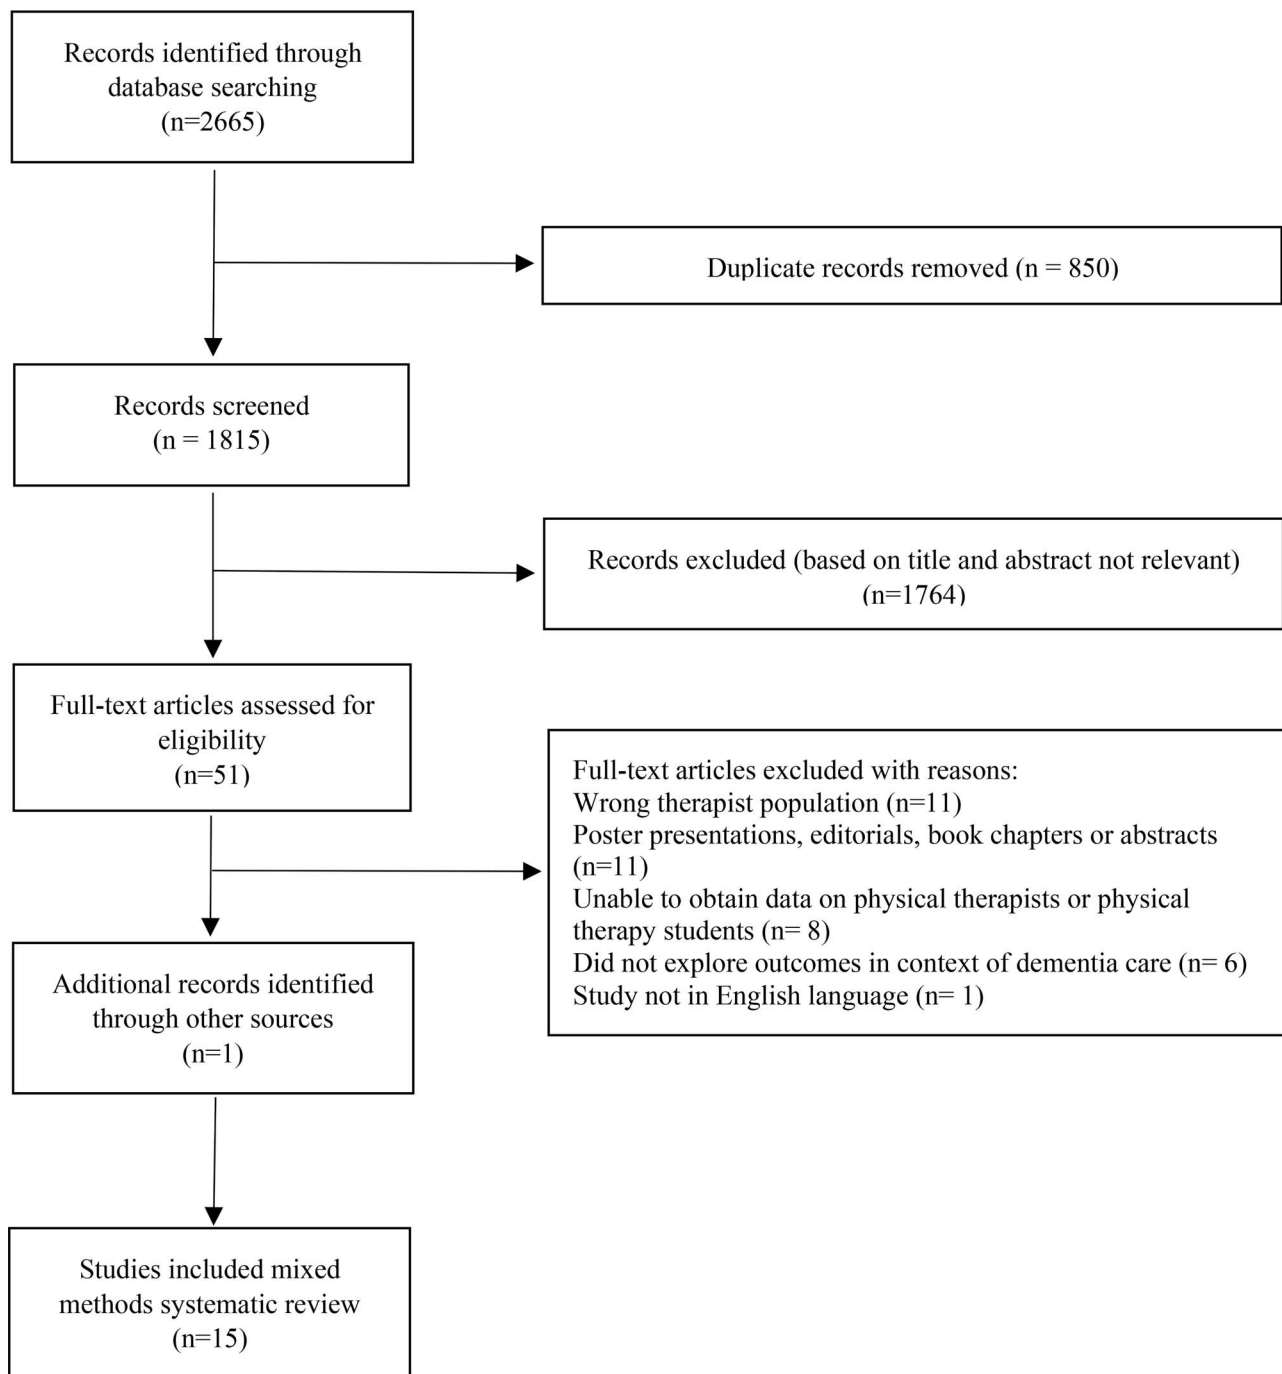 Records identified through
database searching
(n=2665)
Duplicate records removed (n = 850)
Records screened
(n = 1815)
Records excluded (based on title and abstract not relevant)
(n=1764)
Full-text articles assessed for
eligibility
(n=51)
Full-text articles excluded with reasons:
Wrong therapist population (n=11)
Poster presentations, editorials, book chapters or abstracts
(n=11)
Unable to obtain data on physical therapists or physical
therapy students (n= 8)
Did not explore outcomes in context of dementia care (n= 6)
Study not in English language (n= 1)
Additional records identified
through other sources
(n=1)
Studies included mixed
methods systematic review
(n=15)